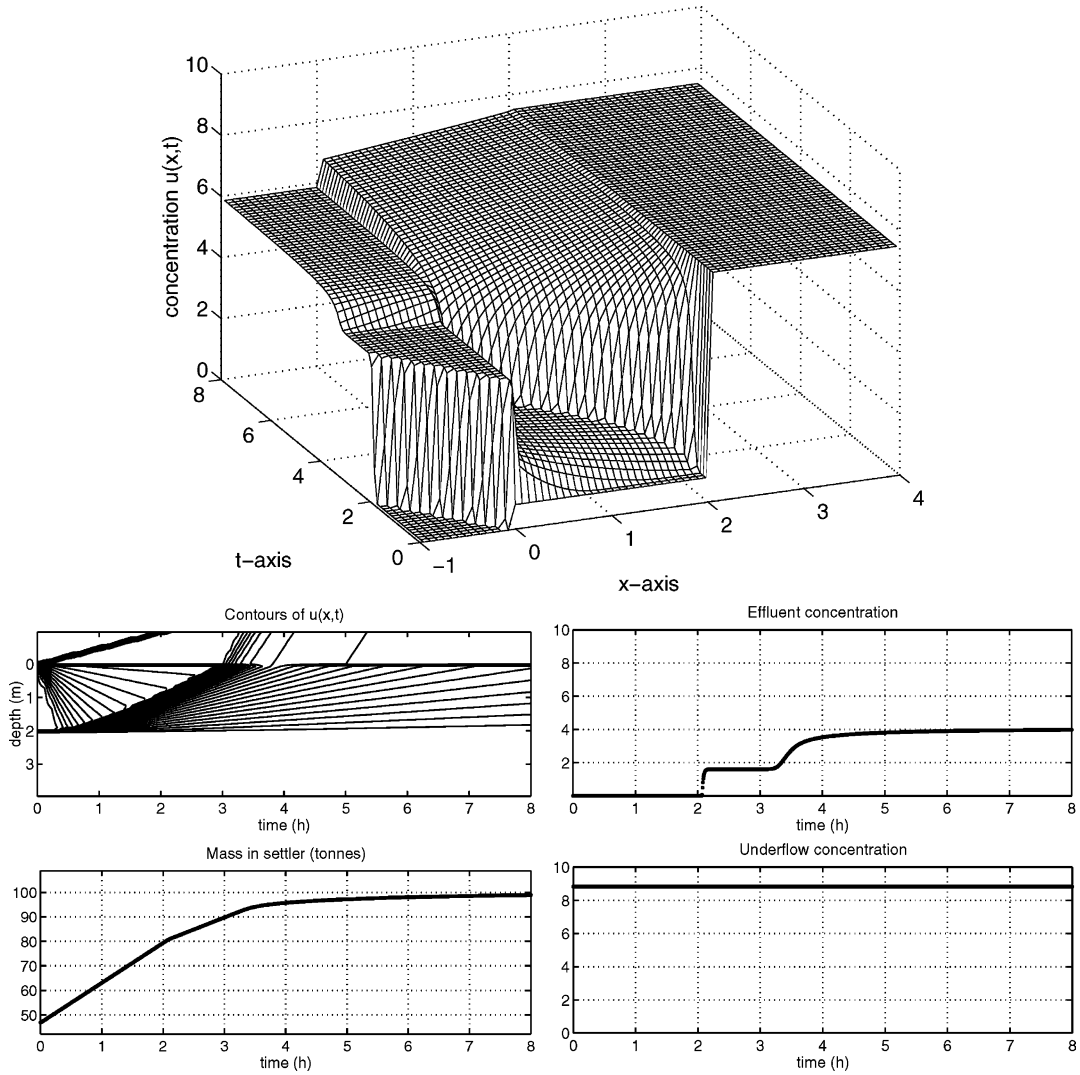 10
8
6
4
2
0
concentration u(x,t)
8
6
4
2
0
t-axis
-1
0
1
2
3
4
x-axis
Contours of u(x,t)
0
1
2
3
depth (m)
0 1 2 3 4 5 6 7 8
time (h)
Effluent concentration
10
8
6
4
2
0 1 2 3 4 5 6 7 8
time (h)
Mass in settler (tonnes)
100
90
80
70
60
50
0 1 2 3 4 5 6 7 8
time (h)
Underflow concentration
10
8
6
4
2
0
0 1 2 3 4 5 6 7 8
time (h)